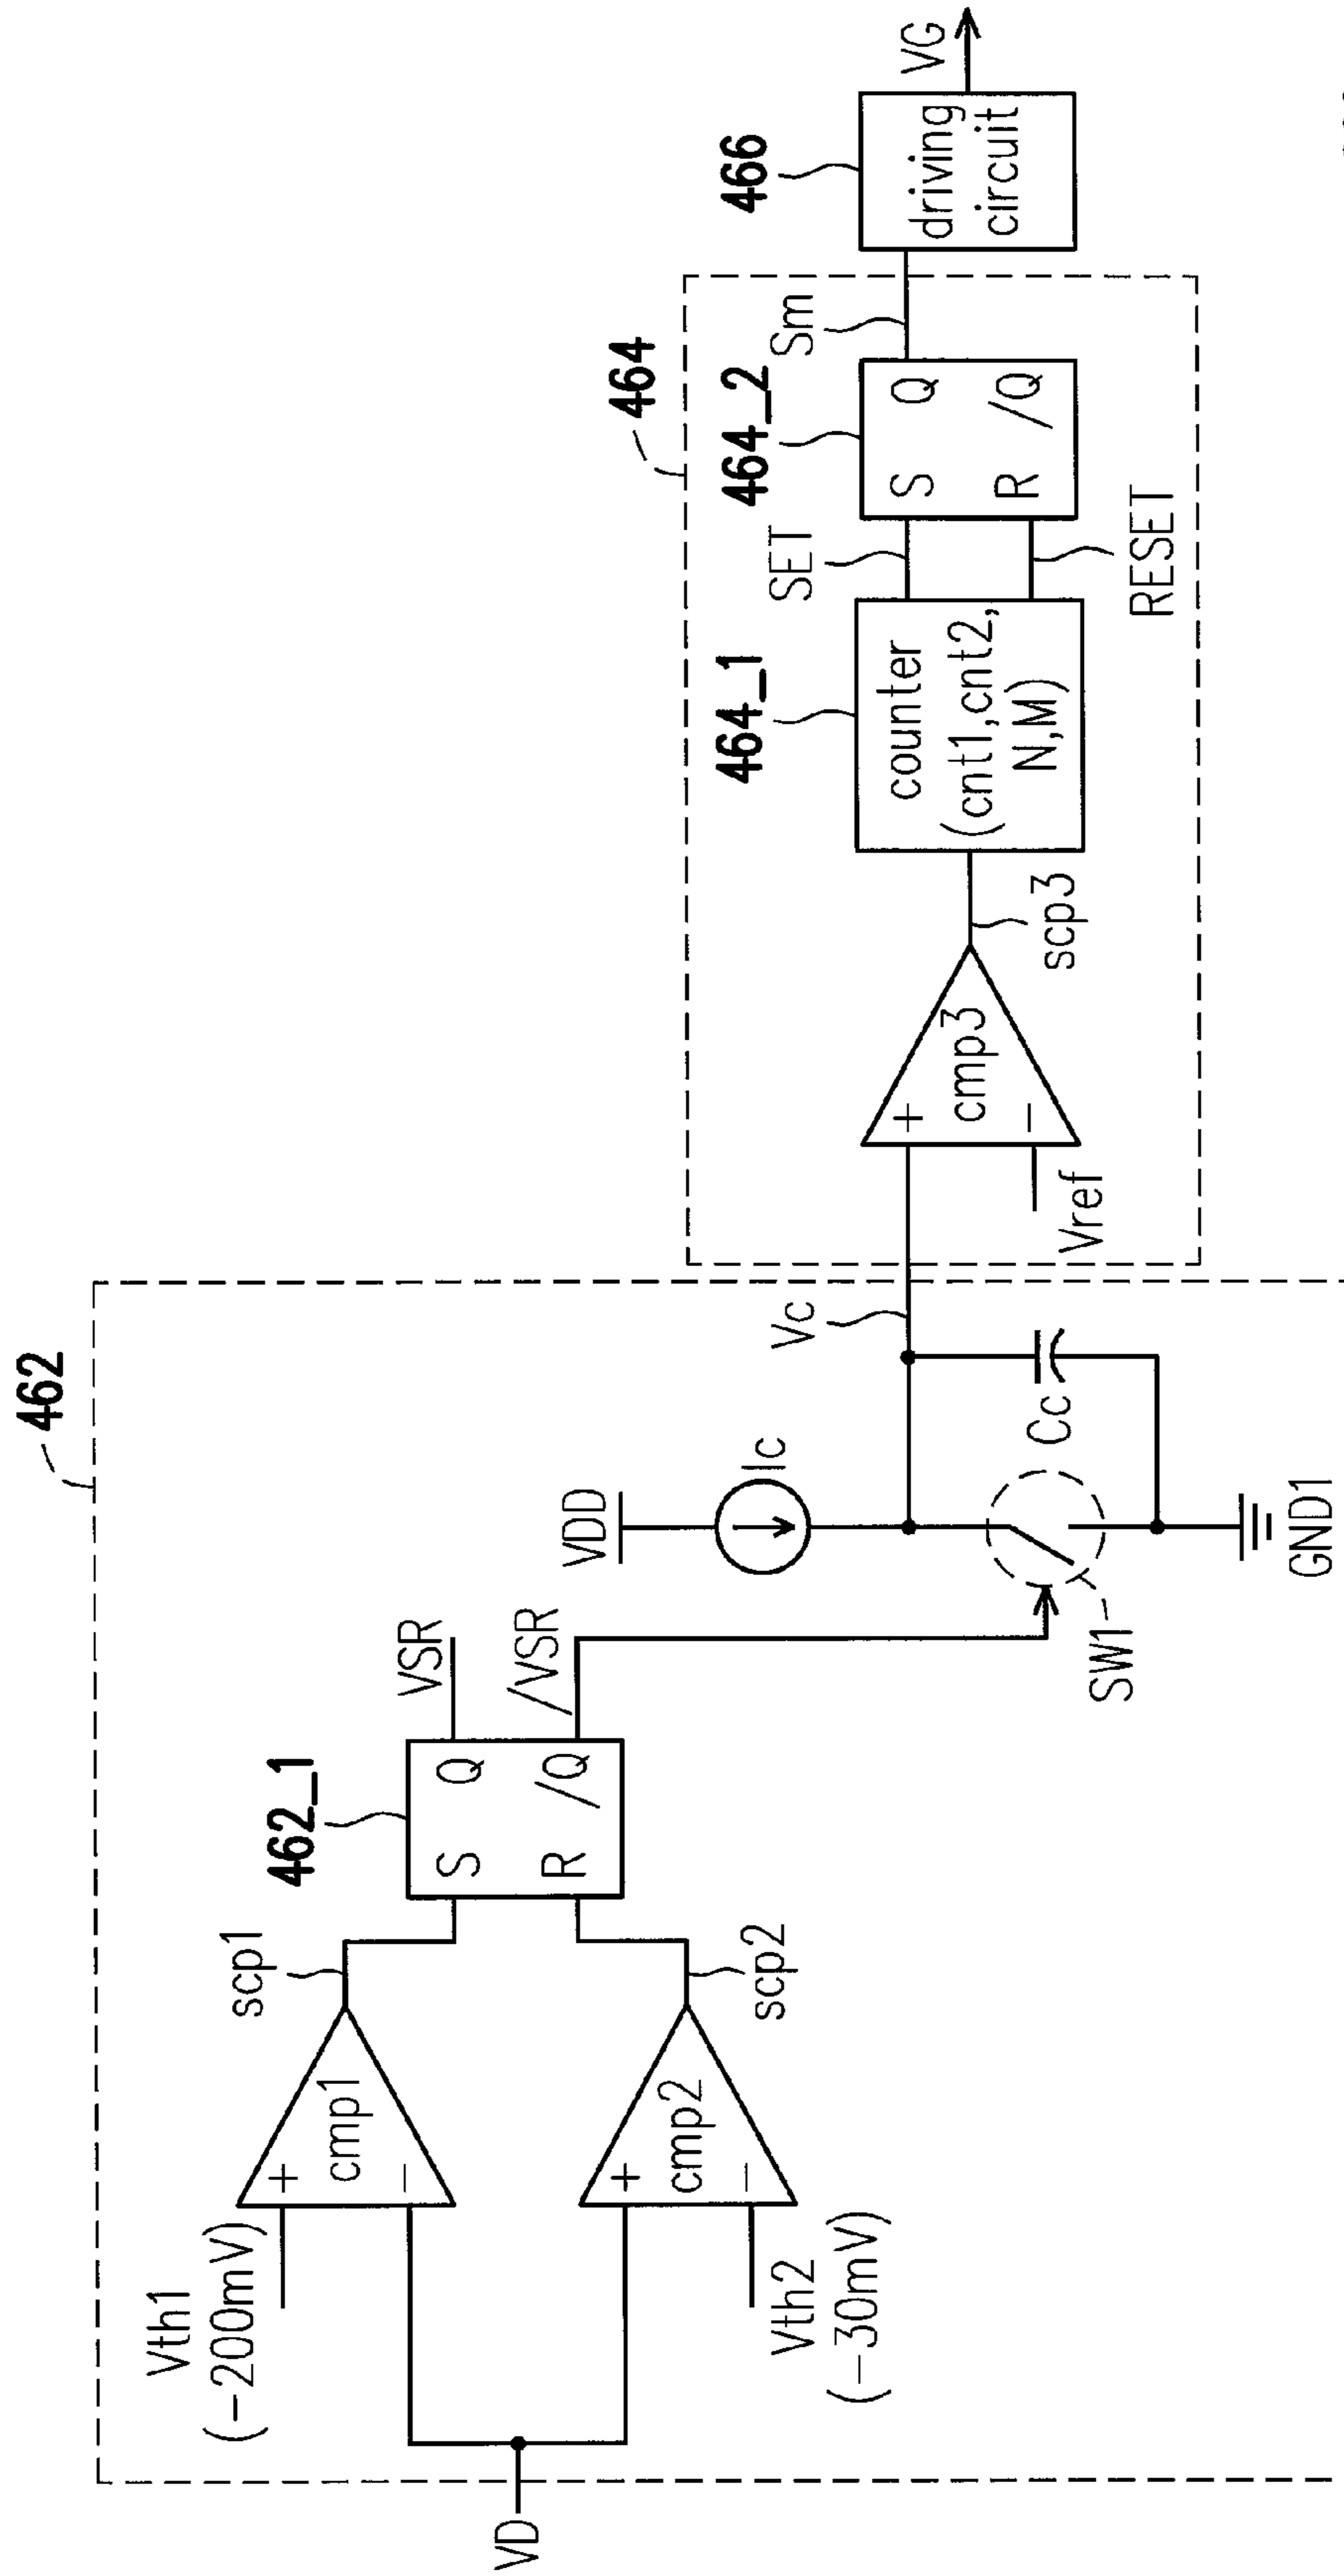 462
VD
Vth1
(-200mV)
+
-
cmp1
scp1
+
-
cmp2
scp2
Vth2
(-30mV)
462_1
S
Q
R
/Q
VSR
/VSR
VDD
Ic
SW1
Cc
GND1
Vc
464
Vref
+
-
cmp3
scp3
464_1
counter
(cnt1,cnt2,
N,M)
SET
RESET
464_2
S
Q
R
/Q
Sm
466
driving
circuit
VG